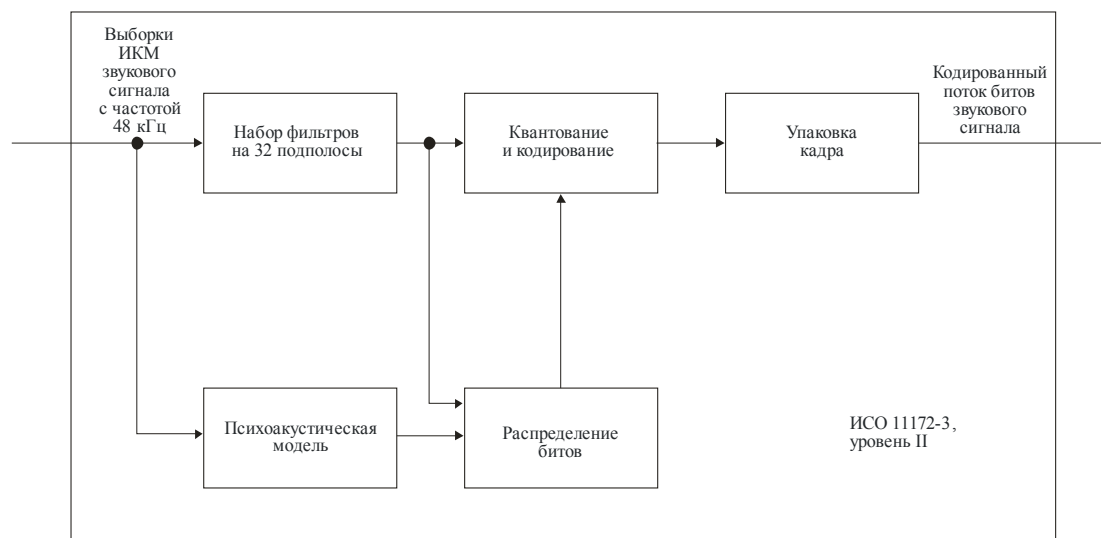 Выборки
ИКМ
звукового
сигнала
с частотой
48 кГц
Набор фильтров
на 32 подполосы
Квантование
и кодирование
Упаковка
кадра
Кодированный
поток битов
звукового
сигнала
Психоакустическая
модель
Распределение
битов
ИСО 11172-3,
уровень II